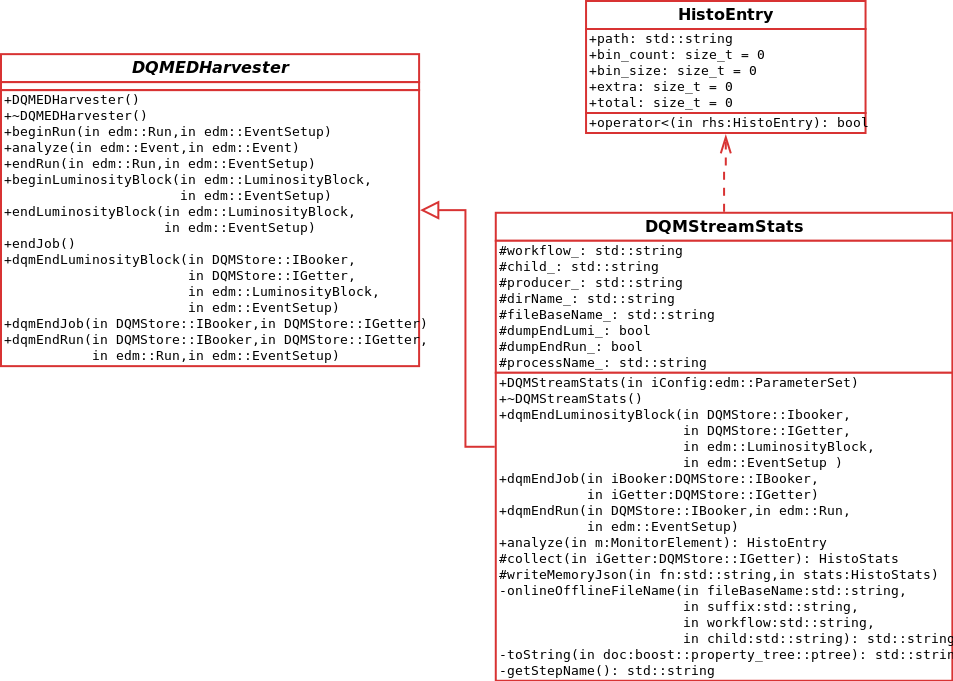 HistoEntry
+path: std::string
+bin_count: size_t = 0
+bin_size: size_t = 0
+extra: size_t = 0
+total: size_t = 0
+operator<(in rhs:HistoEntry): bool
DQMEDHarvester
+DQMEDHarvester()
+~DQMEDHarvester()
+beginRun(in edm::Run,in edm::EventSetup)
+analyze(in edm::Event,in edm::Event)
+endRun(in edm::Run,in edm::EventSetup)
+beginLuminosityBlock(in edm::LuminosityBlock,
in edm::EventSetup)
+endLuminosityBlock(in edm::LuminosityBlock,
in edm::EventSetup)
+endJob()
+dqmEndLuminosityBlock(in DQMStore::IBooker,
in DQMStore::IGetter,
in edm::LuminosityBlock,
in edm::EventSetup)
+dqmEndJob(in DQMStore::IBooker,in DQMStore::IGetter)
+dqmEndRun(in DQMStore::IBooker,in DQMStore::IGetter,
in edm::Run,in edm::EventSetup)
DQMStreamStats
#workflow_: std::string
#child_: std::string
#producer_: std::string
#dirName_: std::string
#fileBaseName_: std::string
#dumpEndLumi_: bool
#dumpEndRun_: bool
#processName_: std::string
+DQMStreamStats(in iConfig:edm::ParameterSet)
+~DQMStreamStats()
+dqmEndLuminosityBlock(in DQMStore::Ibooker,
in DQMStore::IGetter,
in edm::LuminosityBlock,
in edm::EventSetup )
+dqmEndJob(in iBooker:DQMStore::IBooker,
in iGetter:DQMStore::IGetter)
+dqmEndRun(in DQMStore::IBooker,in edm::Run,
in edm::EventSetup)
+analyze(in m:MonitorElement): HistoEntry
#collect(in iGetter:DQMStore::IGetter): HistoStats
#writeMemoryJson(in fn:std::string,in stats:HistoStats)
-onlineOfflineFileName(in fileBaseName:std::string,
in suffix:std::string,
in workflow:std::string,
in child:std::string): std::string
-toString(in doc:boost::property_tree::ptree): std::strin
-getStepName(): std::string